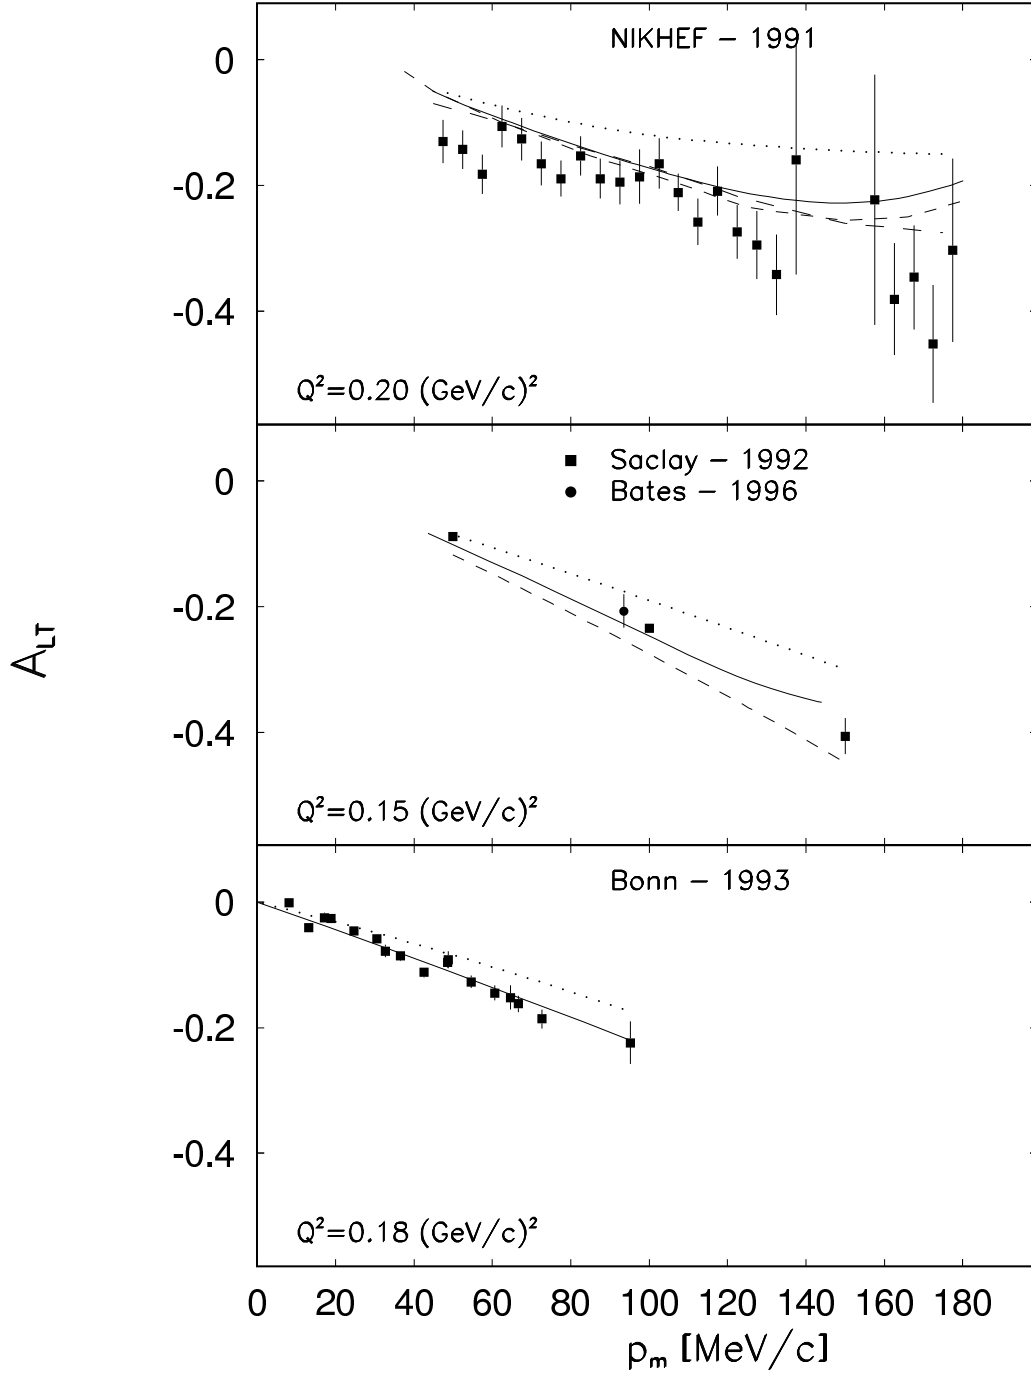 NIKHEF – 1991
0
-0.2
-0.4
Q²=0.20 (GeV/c)²
Saclay – 1992
Bates – 1996
0
-0.2
-0.4
Q²=0.15 (GeV/c)²
A_LT
Bonn – 1993
0
-0.2
-0.4
Q²=0.18 (GeV/c)²
0 20 40 60 80 100 120 140 160 180
pₘ [MeV/c]